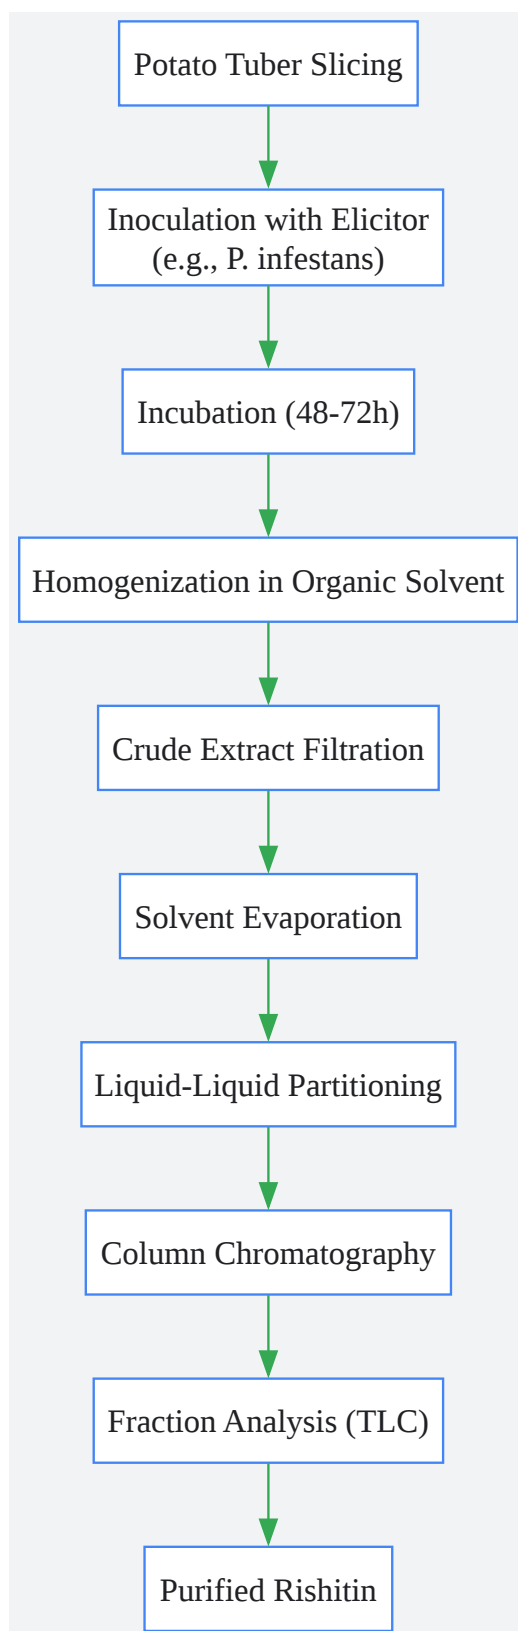 Potato Tuber Slicing
Inoculation with Elicitor
(e.g., P. infestans)
Incubation (48-72h)
Homogenization in Organic Solvent
Crude Extract Filtration
Solvent Evaporation
Liquid-Liquid Partitioning
Column Chromatography
Fraction Analysis (TLC)
Purified Rishitin